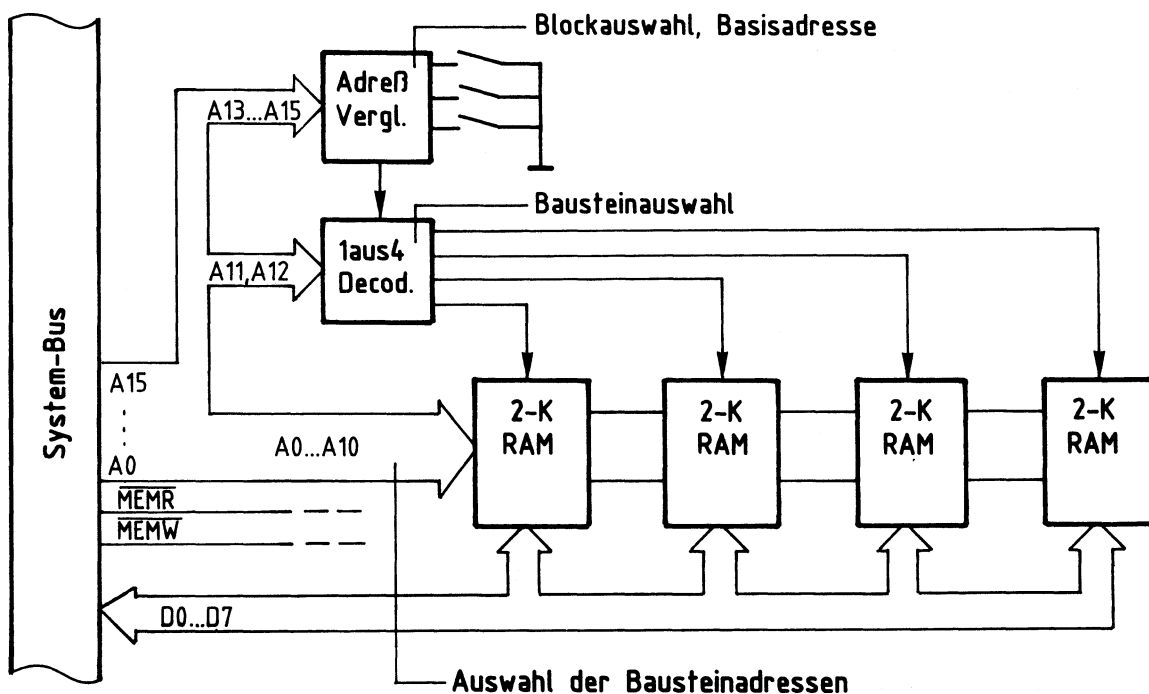 Blockauswahl, Basisadresse
Adreß
Vergl.
A13...A15
Bausteinauswahl
1aus4
Decod.
A11,A12
System-Bus
A15
A0
A0...A10
2-K
RAM
2-K
RAM
2-K
RAM
2-K
RAM
MEMR
MEMW
D0...D7
Auswahl der Bausteinadressen